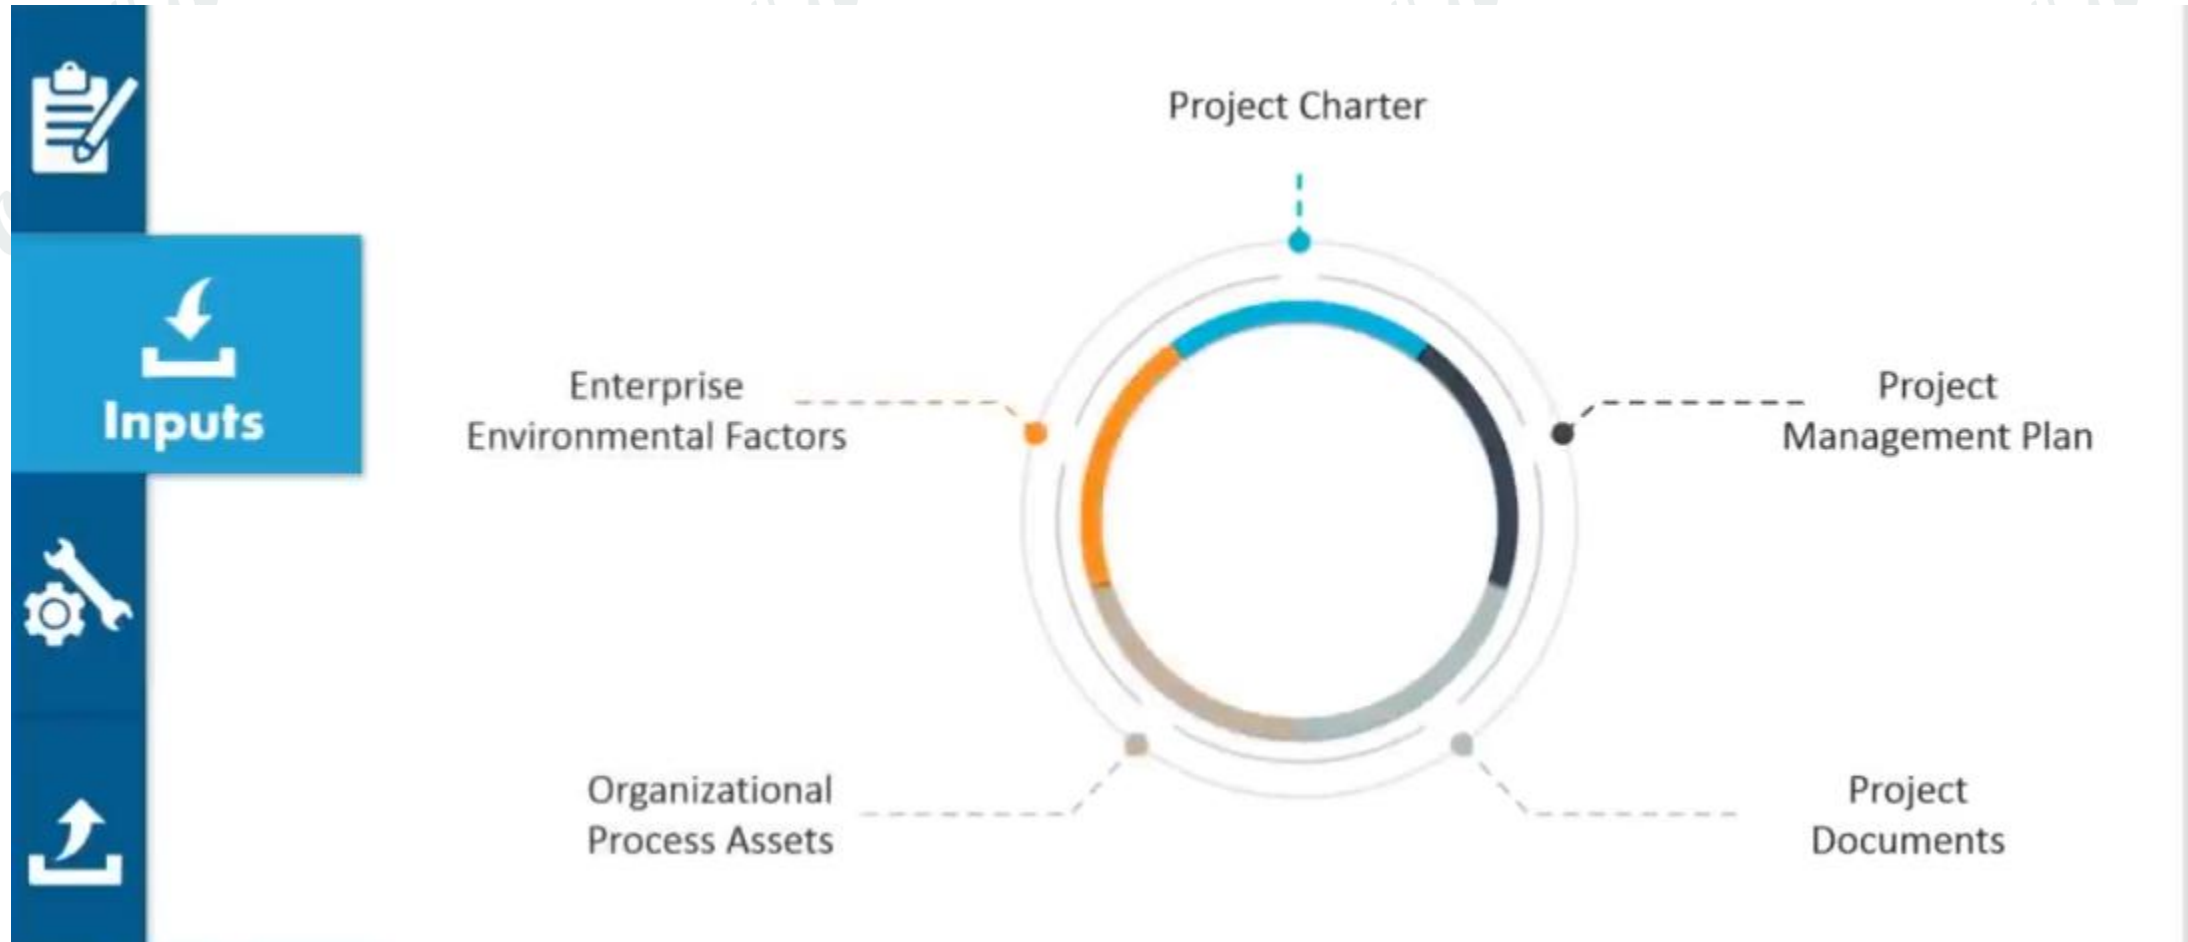 Project Charter
Inputs
Enterprise
Environmental Factors
Project
Management Plan
Organizational
Process Assets
Project
Documents